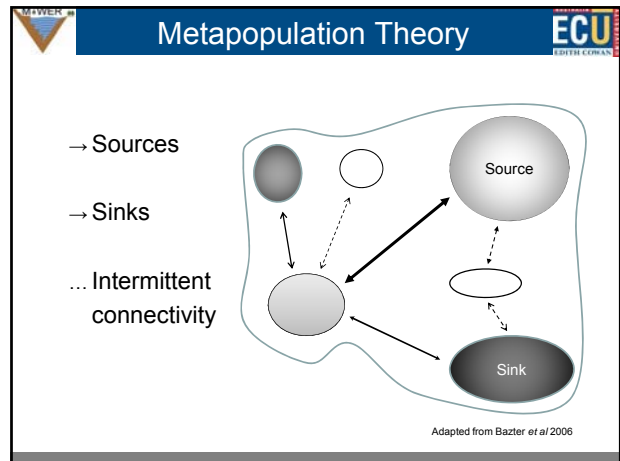 Metapopulation Theory
ECU
EDITH COWAN
→ Sources
→ Sinks
... Intermittent
connectivity
Source
Sink
Adapted from Bazter et al 2006